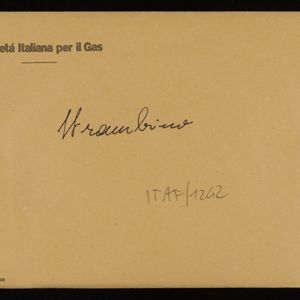 età Italiana per il Gas
Strambino
ITAF/1262